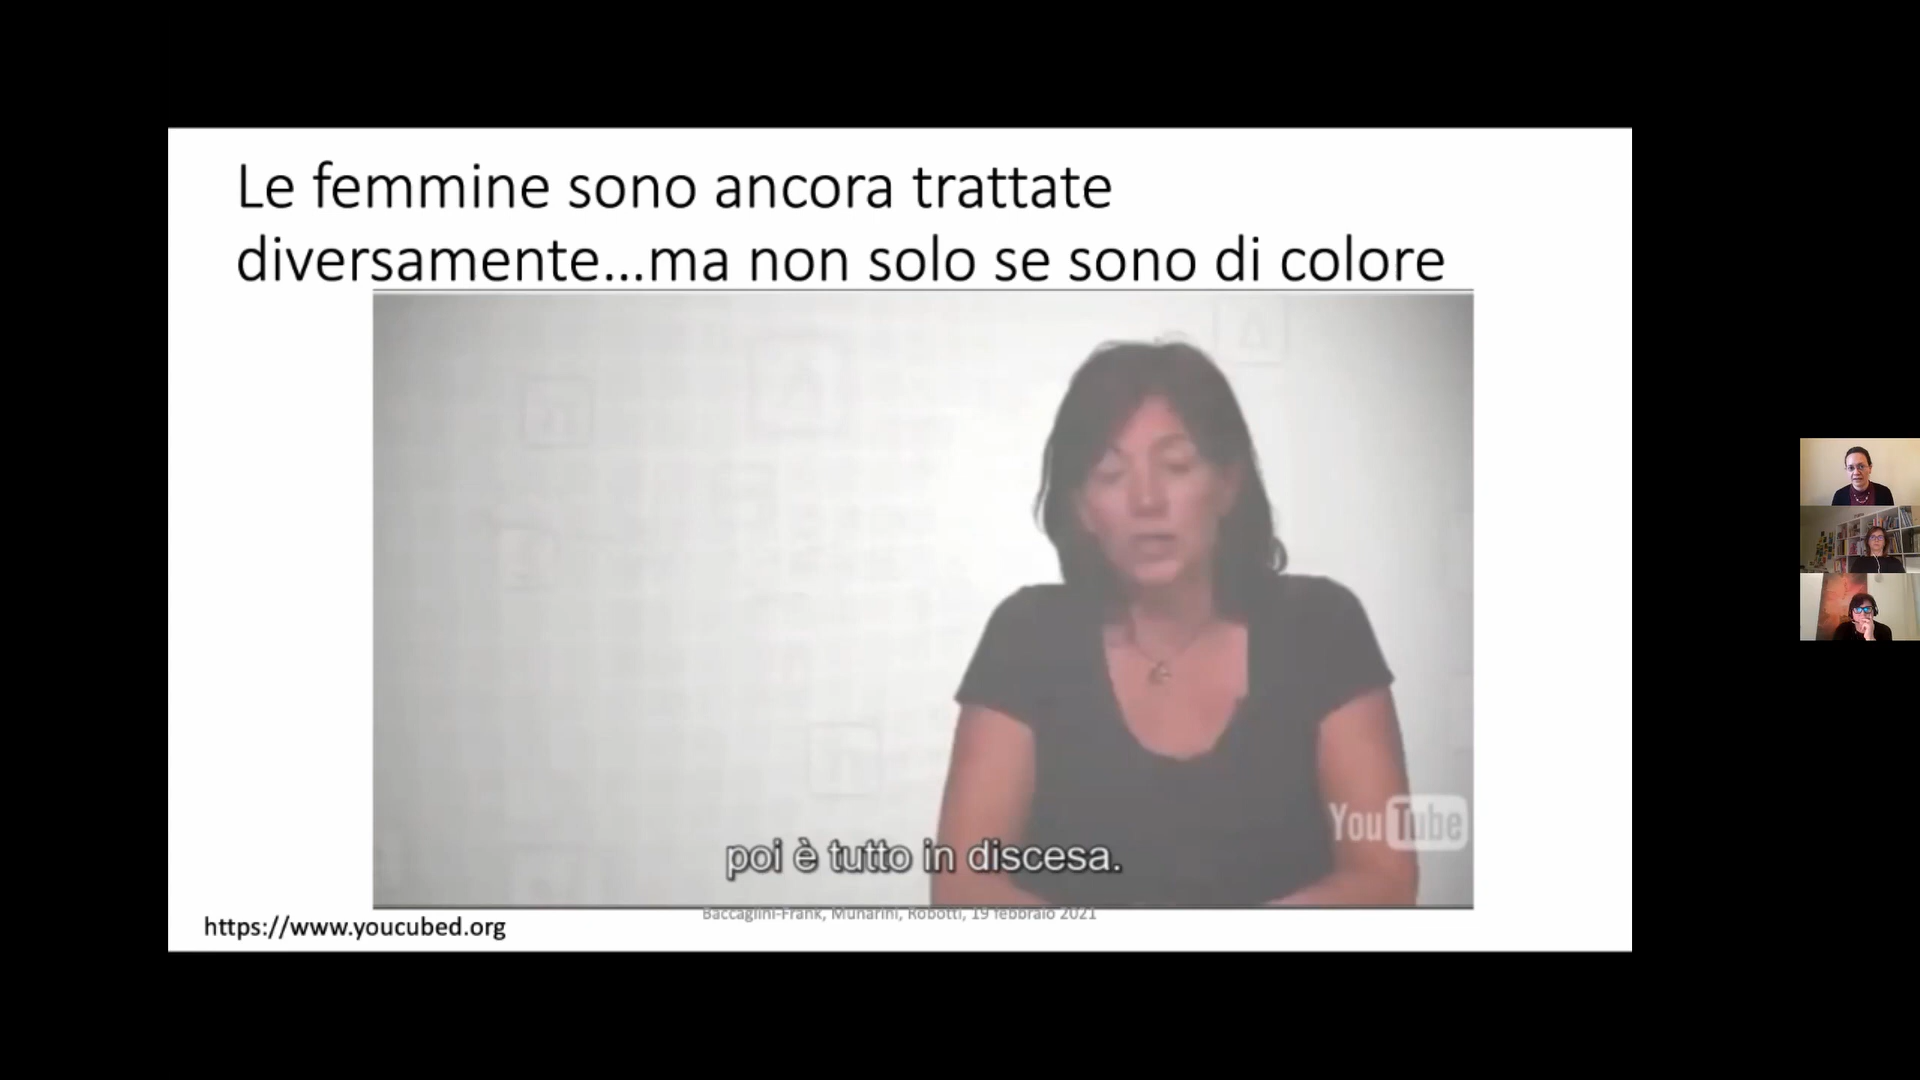 Le femmine sono ancora trattate
diversamente...ma non solo se sono di colore
YouTube
poi è tutto in discesa.
Baccaglini-Frank, Munarini, Robotti, 19 febbraio 2021
https://www.youcubed.org